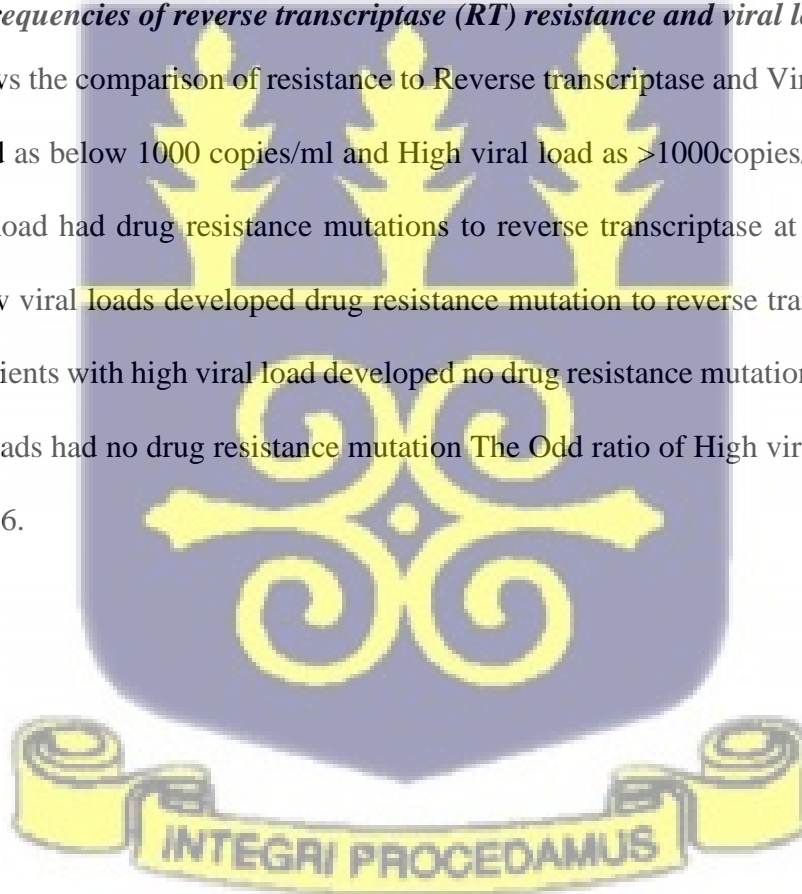 requencies of reverse transcriptase (RT) resistance and viral l
vs the comparison of resistance to Reverse transcriptase and Vi
d as below 1000 copies/ml and High viral load as >1000copies/
load had drug resistance mutations to reverse transcriptase at
w viral loads developed drug resistance mutation to reverse tra
ients with high viral load developed no drug resistance mutation
ads had no drug resistance mutation The Odd ratio of High vir
6.
INTEGRI PROCEDAMUS